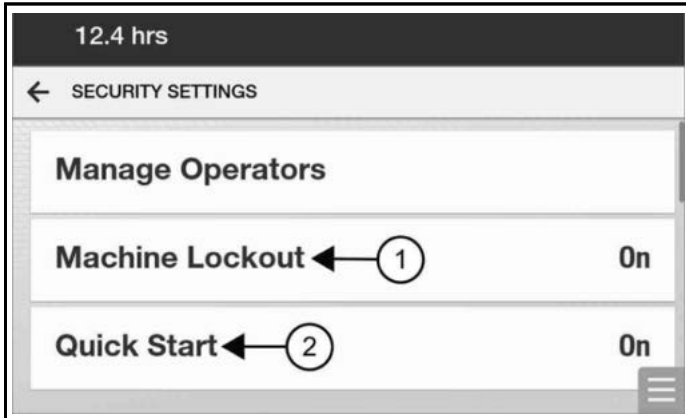 12.4 hrs
SECURITY SETTINGS
Manage Operators
Machine Lockout 1 On
Quick Start 2 On